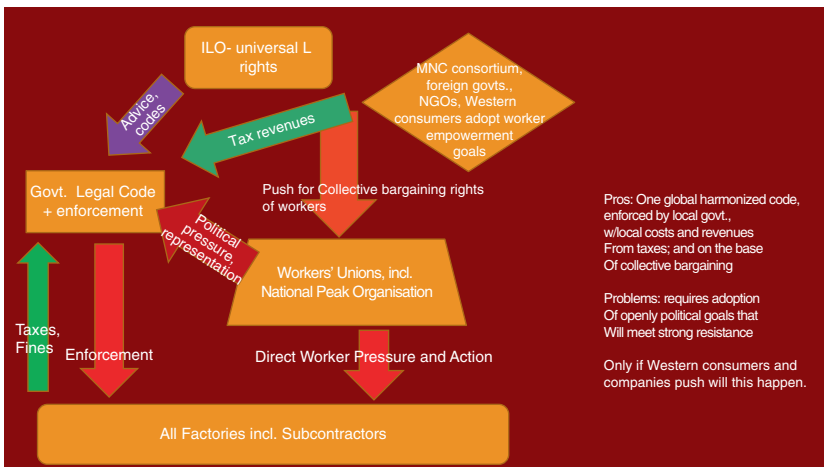 ILO- universal L
rights
MNC consortium,
foreign govts.,
NGOs, Western
consumers adopt worker
empowerment
goals
Advice,
codes
Tax revenues
Govt. Legal Code
+ enforcement
Push for Collective bargaining rights
of workers
Political
pressure,
representation
Workers' Unions, incl.
National Peak Organisation
Taxes,
Fines
Enforcement
Direct Worker Pressure and Action
All Factories incl. Subcontractors
Pros: One global harmonized code,
enforced by local govt.,
w/local costs and revenues
From taxes; and on the base
Of collective bargaining
Problems: requires adoption
Of openly political goals that
Will meet strong resistance
Only if Western consumers and
companies push will this happen.